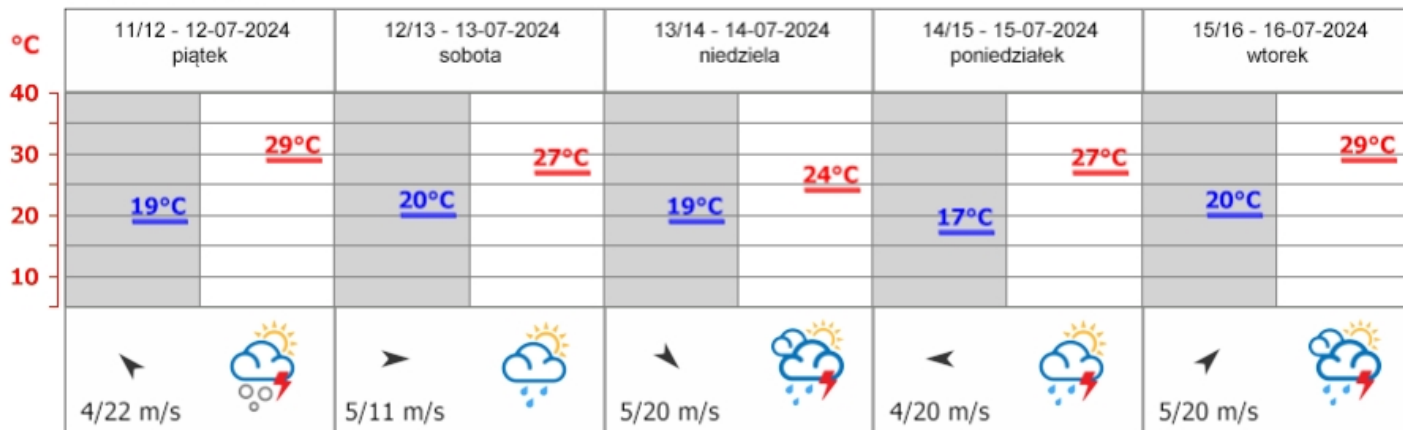 °C
11/12 - 12-07-2024
piątek
12/13 - 13-07-2024
sobota
13/14 - 14-07-2024
niedziela
14/15 - 15-07-2024
poniedziałek
15/16 - 16-07-2024
wtorek
40
30
20
10
19°C
29°C
20°C
27°C
19°C
24°C
17°C
27°C
20°C
29°C
4/22 m/s
5/11 m/s
5/20 m/s
4/20 m/s
5/20 m/s